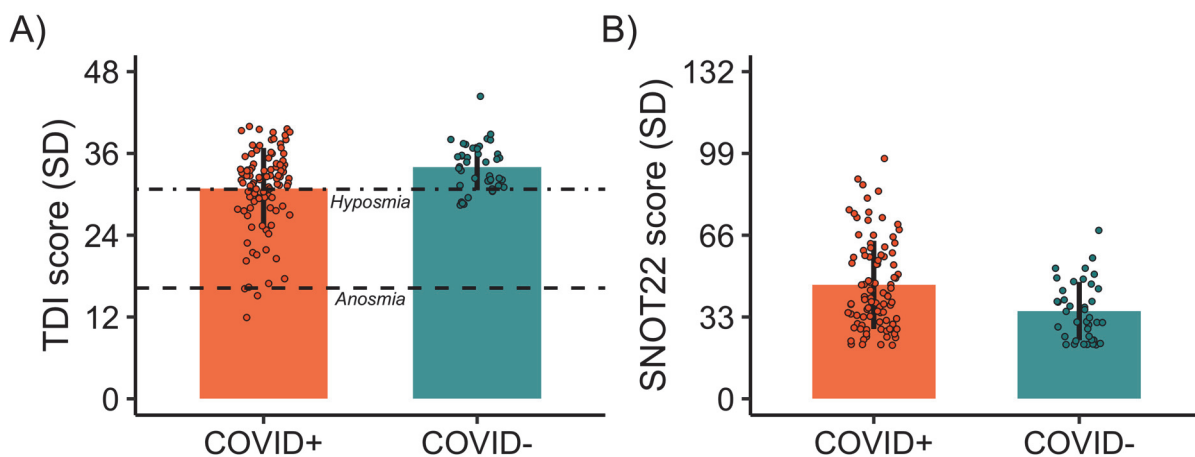 A)
TDI score (SD)
48
36
24
12
0
Hyposmia
Anosmia
COVID+
COVID-
B)
SNOT22 score (SD)
132
99
66
33
0
COVID+
COVID-